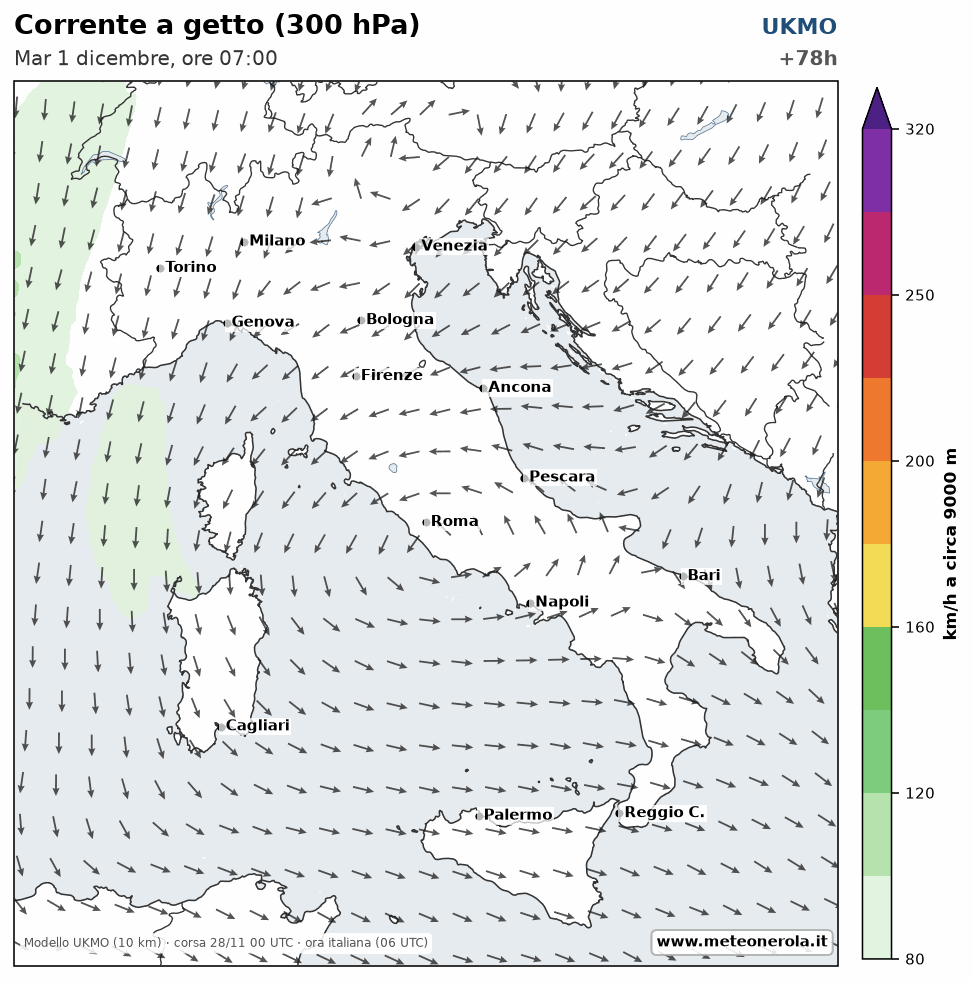 Corrente a getto (300 hPa)
UKMO
Mar 1 dicembre, ore 07:00
+78h
320
Milano
Venezia
Torino
250
Genova
Bologna
Firenze
Ancona
200
Pescara
Roma
Bari
Napoli
160
km/h a circa 9000 m
Cagliari
120
Palermo
Reggio C.
Modello UKMO (10 km) · corsa 28/11 00 UTC · ora italiana (06 UTC)
www.meteonerola.it
80